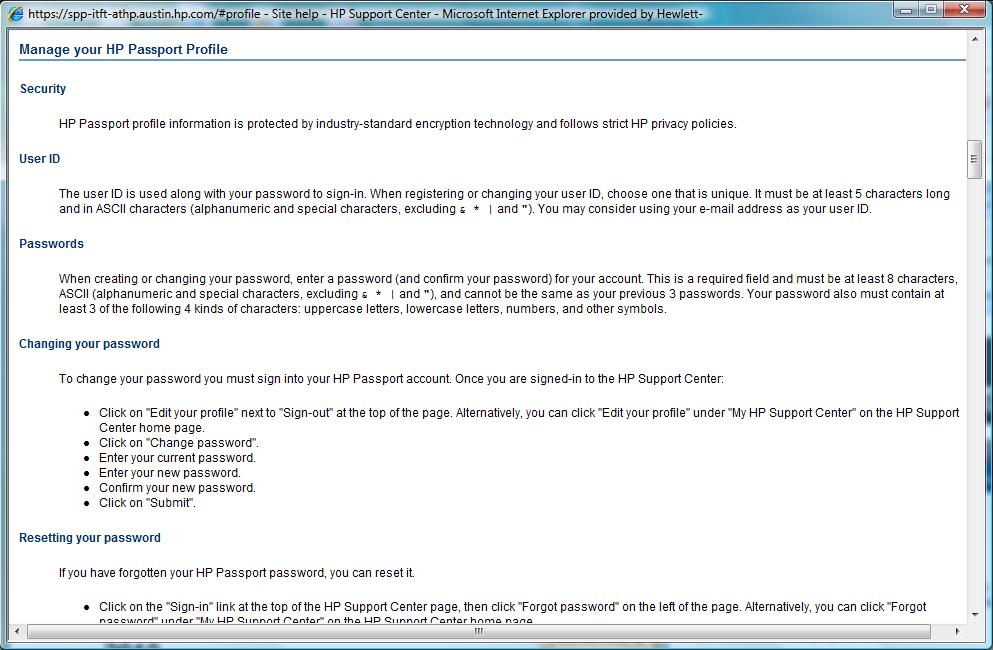 https://spp-itft-athp.austin.hp.com/#profile - Site help - HP Support Center - Microsoft Internet Explorer provided by Hewlett-
Manage your HP Passport Profile
Security
HP Passport profile information is protected by industry-standard encryption technology and follows strict HP privacy policies.
User ID
The user ID is used along with your password to sign-in. When registering or changing your user ID, choose one that is unique. It must be at least 5 characters long
and in ASCII characters (alphanumeric and special characters, excluding & * | and "). You may consider using your e-mail address as your user ID.
Passwords
When creating or changing your password, enter a password (and confirm your password) for your account. This is a required field and must be at least 8 characters,
ASCII (alphanumeric and special characters, excluding & * | and "), and cannot be the same as your previous 3 passwords. Your password also must contain at
least 3 of the following 4 kinds of characters: uppercase letters, lowercase letters, numbers, and other symbols.
Changing your password
To change your password you must sign into your HP Passport account. Once you are signed-in to the HP Support Center:
• Click on "Edit your profile" next to "Sign-out" at the top of the page. Alternatively, you can click "Edit your profile" under "My HP Support Center" on the HP Support
Center home page.
• Click on "Change password".
• Enter your current password.
• Enter your new password.
• Confirm your new password.
• Click on "Submit".
Resetting your password
If you have forgotten your HP Passport password, you can reset it.
• Click on the "Sign-in" link at the top of the HP Support Center page, then click "Forgot password" on the left of the page. Alternatively, you can click "Forgot
password" under "My HP Support Center" on the HP Support Center home page.